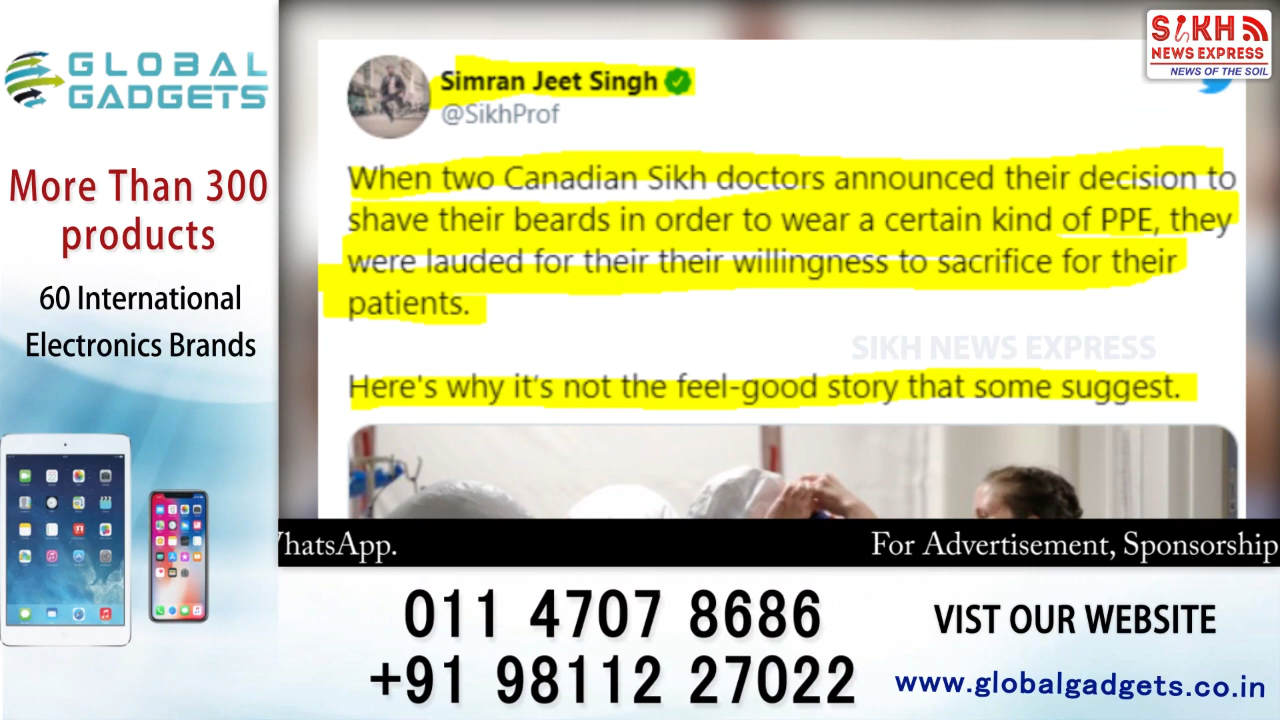 GLOBAL
GADGETS
More Than 300
products
60 International
Electronics Brands
SiKH
NEWS EXPRESS
NEWS OF THE SOIL
Simran Jeet Singh
@SikhProf
When two Canadian Sikh doctors announced their decision to
shave their beards in order to wear a certain kind of PPE, they
were lauded for their their willingness to sacrifice for their
patients.
SIKH NEWS EXPRESS
Here's why it's not the feel-good story that some suggest.
WhatsApp. For Advertisement, Sponsorship
011 4707 8686
+91 98112 27022
VIST OUR WEBSITE
www.globalgadgets.co.in